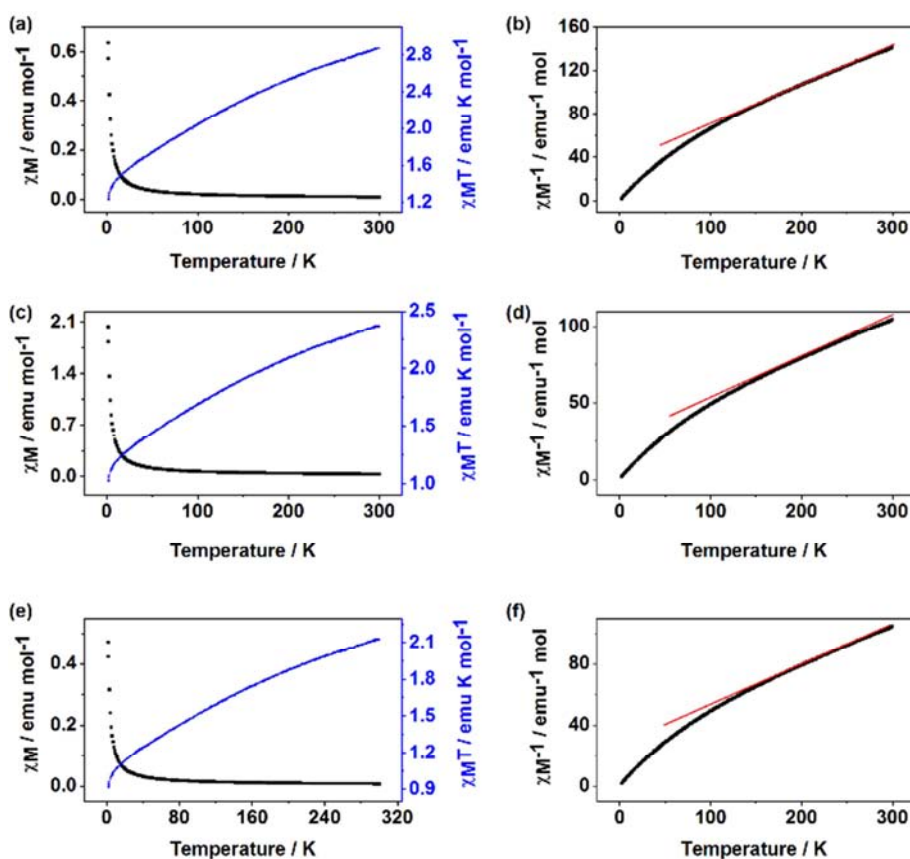 (a)
χM / emu mol-1
0.6
0.4
0.2
0.0
0
100
200
300
Temperature / K
2.8
2.4
2.0
1.6
1.2
χMT / emu K mol-1
(b)
χM-1 / emu-1 mol
160
120
80
40
0
0
100
200
300
Temperature / K
(c)
χM / emu mol-1
2.1
1.4
0.7
0.0
0
100
200
300
Temperature / K
2.5
2.0
1.5
1.0
χMT / emu K mol-1
(d)
χM-1 / emu-1 mol
100
50
0
0
100
200
300
Temperature / K
(e)
χM / emu mol-1
0.4
0.2
0.0
0
80
160
240
320
Temperature / K
2.1
1.8
1.5
1.2
0.9
χMT / emu K mol-1
(f)
χM-1 / emu-1 mol
80
40
0
0
100
200
300
Temperature / K